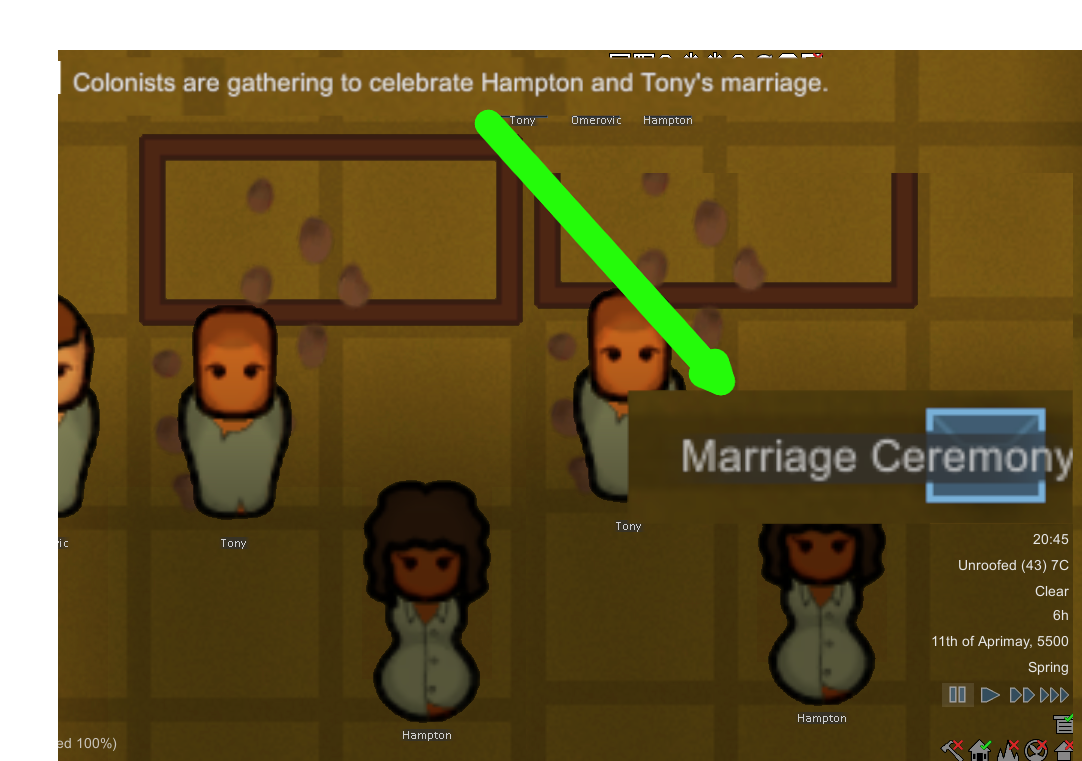 Colonists are gathering to celebrate Hampton and Tony's marriage.
Tony Omerovic Hampton
Marriage Ceremony
Tony
vic
Tony
20:45
Unroofed (43) 7C
Clear
6h
11th of Aprimay, 5500
Spring
Hampton
Hampton
ed 100%)